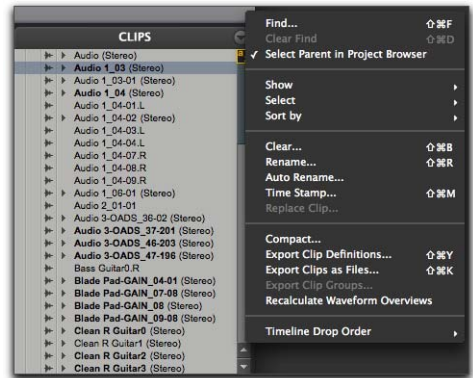 CLIPS
Audio (Stereo)
Audio 1_03 (Stereo)
Audio 1_03-01 (Stereo)
Audio 1_04 (Stereo)
Audio 1_04-01.L
Audio 1_04-02 (Stereo)
Audio 1_04-03.L
Audio 1_04-04.L
Audio 1_04-07.R
Audio 1_04-08.R
Audio 1_04-09.R
Audio 1_06-01 (Stereo)
Audio 2_01-01
Audio 3-OADS_36-02 (Stereo)
Audio 3-OADS_37-201 (Stereo)
Audio 3-OADS_46-203 (Stereo)
Audio 3-OADS_47-196 (Stereo)
Bass Guitar0.R
Blade Pad-GAIN_04-01 (Stereo)
Blade Pad-GAIN_07-08 (Stereo)
Blade Pad-GAIN_08 (Stereo)
Blade Pad-GAIN_09-08 (Stereo)
Clean R Guitar0 (Stereo)
Clean R Guitar1 (Stereo)
Clean R Guitar2 (Stereo)
Clean R Guitar3 (Stereo)
Find... ⇧⌘F
Clear Find ⇧⌘D
✓ Select Parent in Project Browser
Show
Select
Sort by
Clear... ⇧⌘B
Rename... ⇧⌘R
Auto Rename...
Time Stamp... ⇧⌘M
Replace Clip...
Compact...
Export Clip Definitions... ⇧⌘Y
Export Clips as Files... ⇧⌘K
Export Clip Groups...
Recalculate Waveform Overviews
Timeline Drop Order